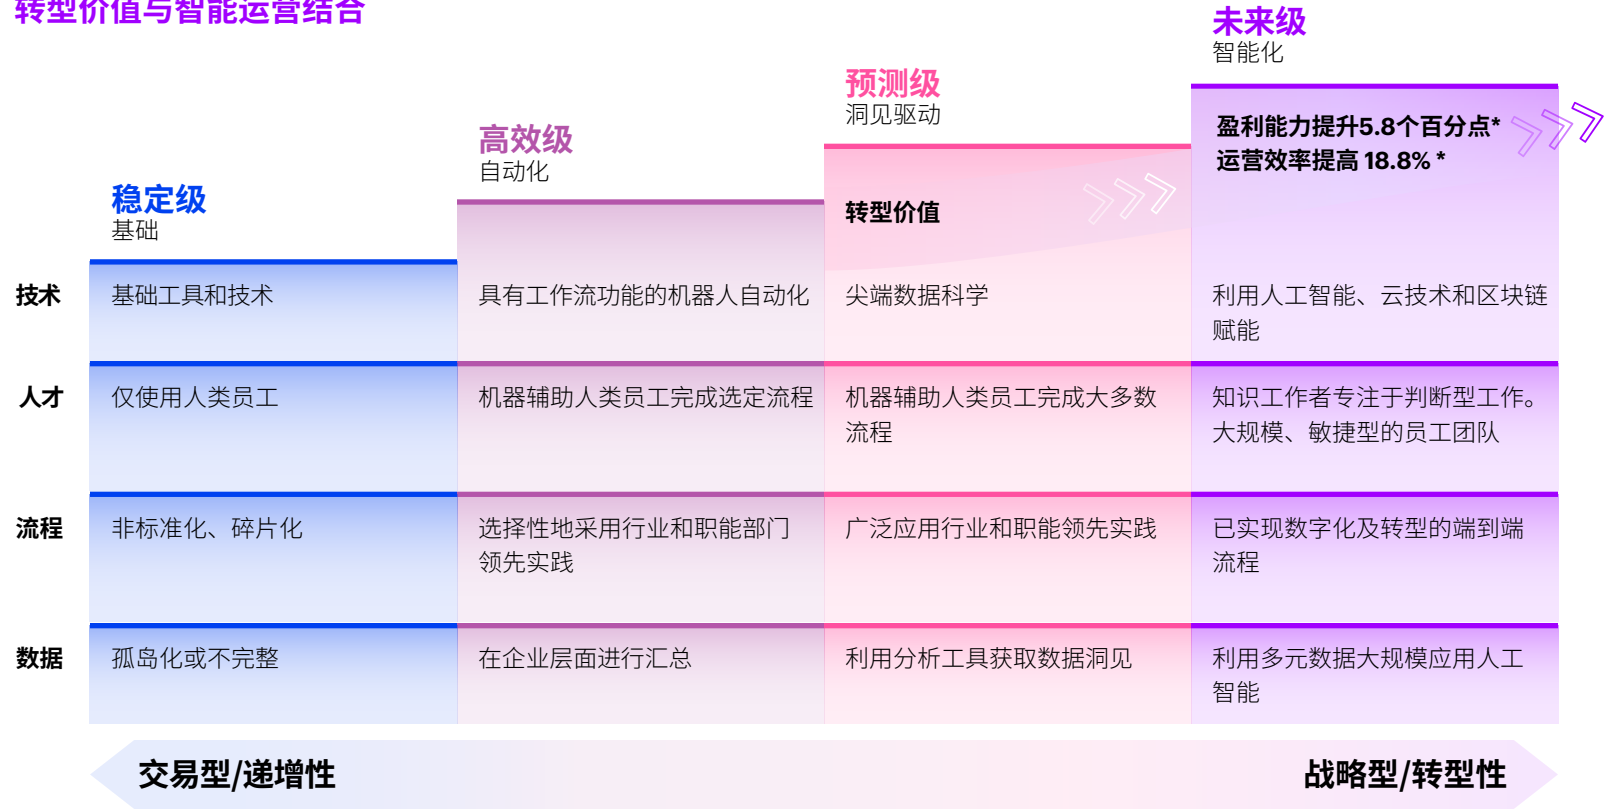 转型价值与智能运营结合
未来级
智能化
预测级
洞见驱动
高效级
自动化
稳定级
基础
盈利能力提升5.8个百分点*
运营效率提高 18.8% *
转型价值
技术
基础工具和技术
具有工作流功能的机器人自动化
尖端数据科学
利用人工智能、云技术和区块链
赋能
人才
仅使用人类员工
机器辅助人类员工完成选定流程
机器辅助人类员工完成大多数
流程
知识工作者专注于判断型工作。
大规模、敏捷型的员工团队
流程
非标准化、碎片化
选择性地采用行业和职能部门
领先实践
广泛应用行业和职能领先实践
已实现数字化及转型的端到端
流程
数据
孤岛化或不完整
在企业层面进行汇总
利用分析工具获取数据洞见
利用多元数据大规模应用人工
智能
交易型/递增性
战略型/转型性